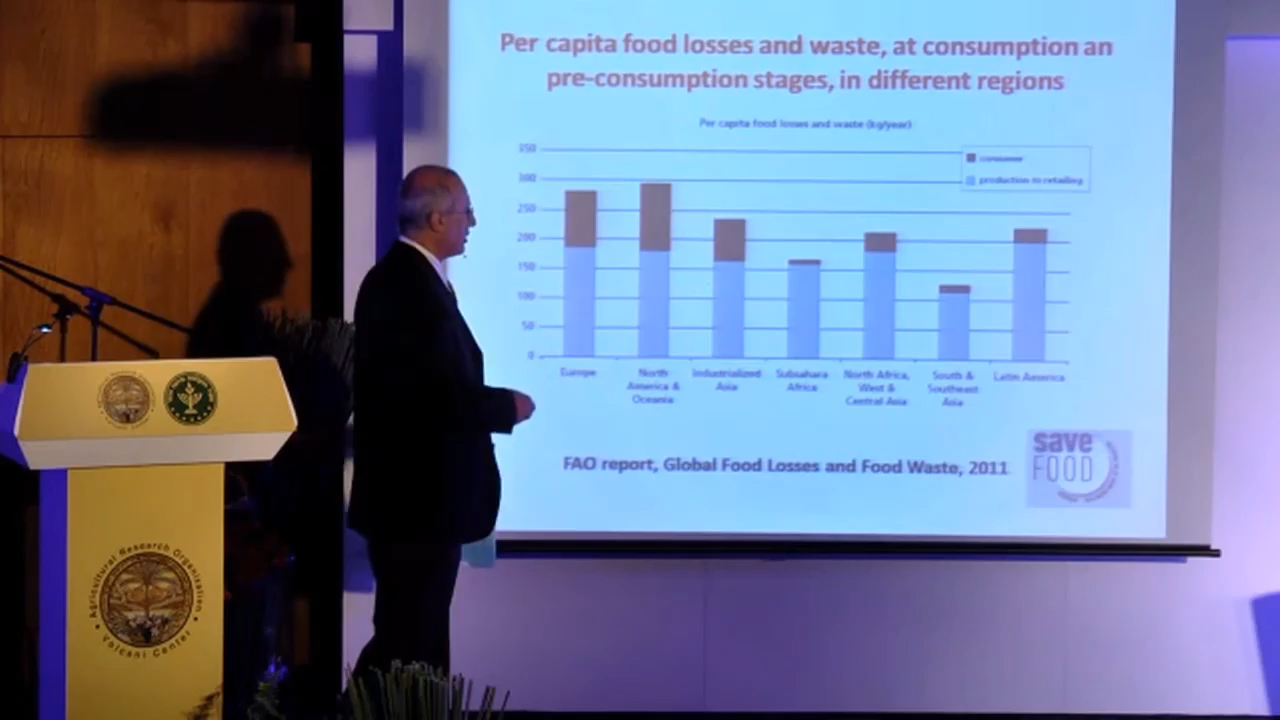 Per capita food losses and waste, at consumption an
pre-consumption stages, in different regions
Per capita food losses and waste (kg/year)
350
300
250
200
150
100
50
0
consumer
production to retailing
Europe
North
America &
Oceania
Industrialized
Asia
Subsahara
Africa
North Africa,
West &
Central Asia
South &
Southeast
Asia
Latin America
FAO report, Global Food Losses and Food Waste, 2011
save
FOOD
Agricultural Research Organization
• Volcani Center •